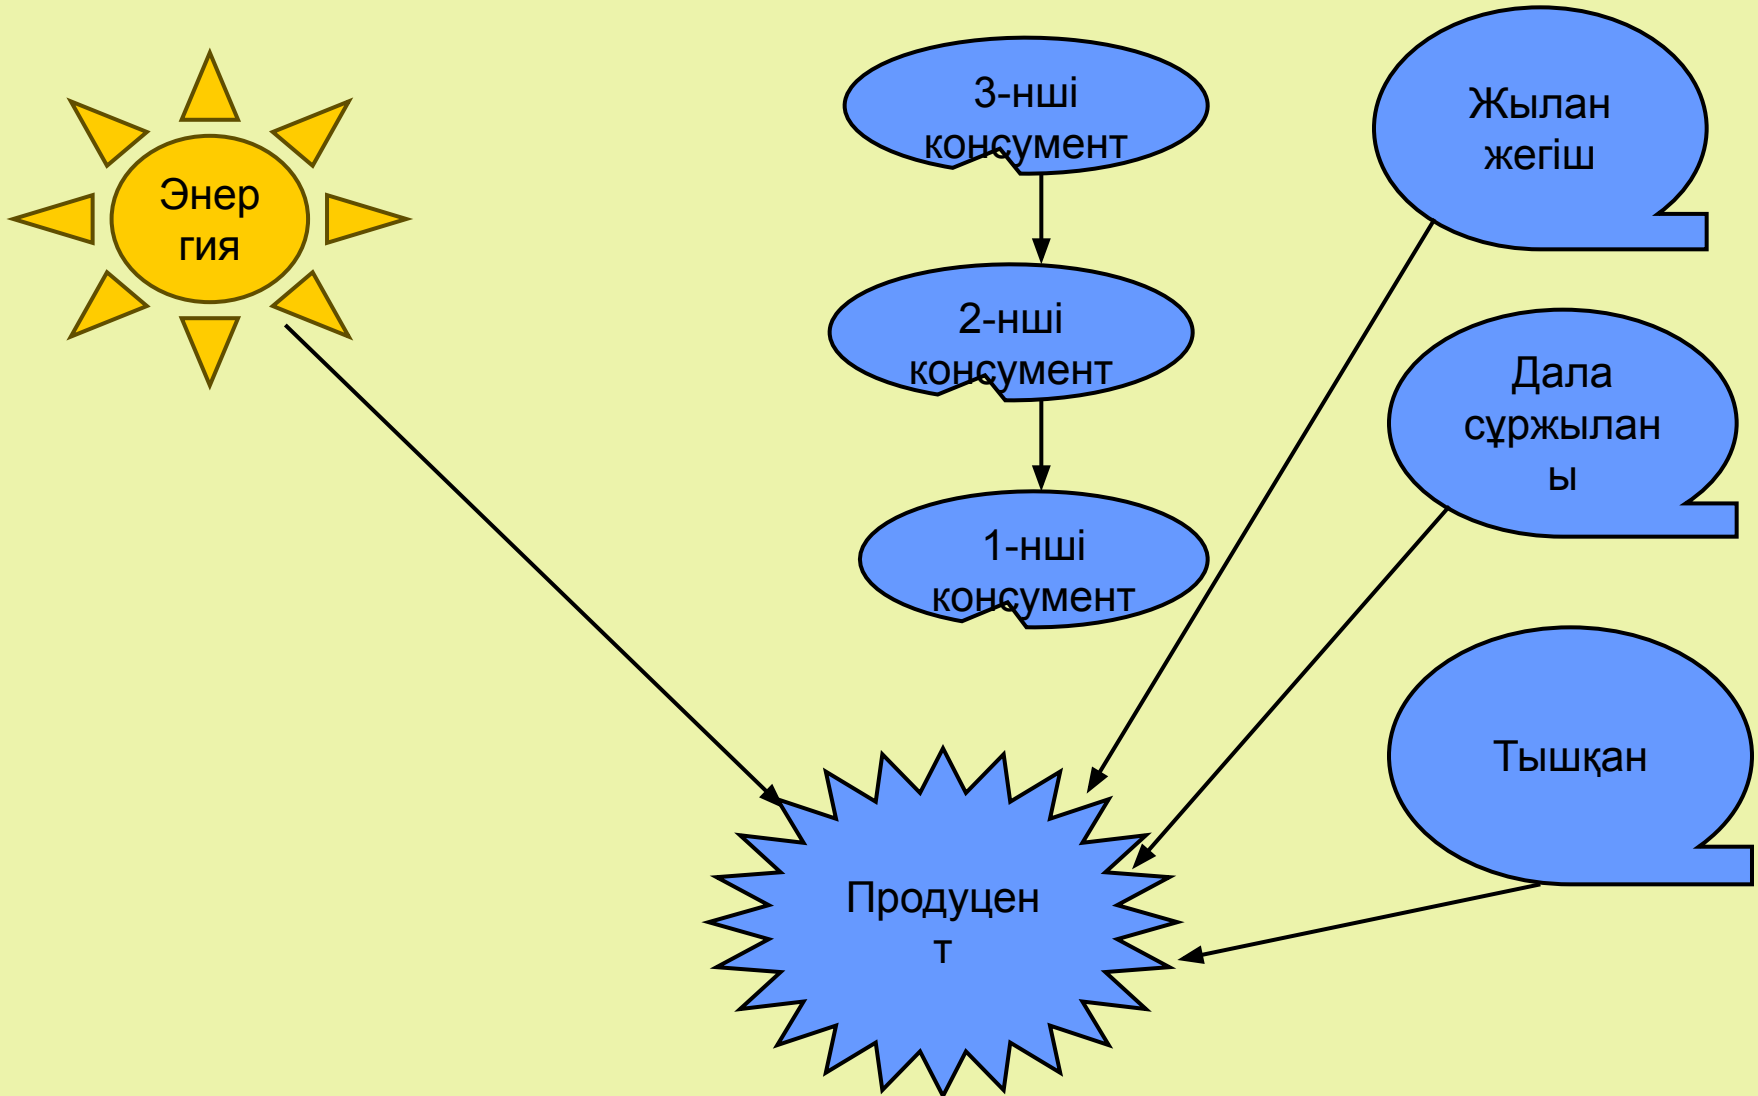 Энер
гия
3-нші
консумент
2-нші
консумент
1-нші
консумент
Жылан
жегіш
Дала
сұржылан
ы
Тышқан
Продуцен
т